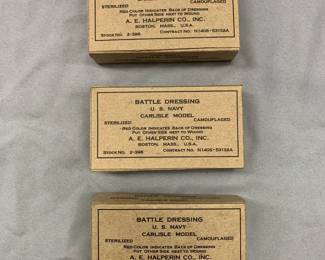 STERILIZED CAMOUFLAGED
RED COLOR INDICATES BACK OF DRESSING
PUT OTHER SIDE NEXT TO WOUND
A. E. HALPERIN CO., INC.
BOSTON, MASS., U.S.A.
STOCK NO. 2-396 CONTRACT NO. N140S-53152A
BATTLE DRESSING
U. S. NAVY
CARLISLE MODEL
STERILIZED CAMOUFLAGED
RED COLOR INDICATES BACK OF DRESSING
PUT OTHER SIDE NEXT TO WOUND
A. E. HALPERIN CO., INC.
BOSTON, MASS., U.S.A.
STOCK NO. 2-396 CONTRACT NO. N140S-53152A
BATTLE DRESSING
U. S. NAVY
CARLISLE MODEL
STERILIZED CAMOUFLAGED
RED COLOR INDICATES BACK OF DRESSING
PUT OTHER SIDE NEXT TO WOUND
A. E. HALPERIN CO., INC.